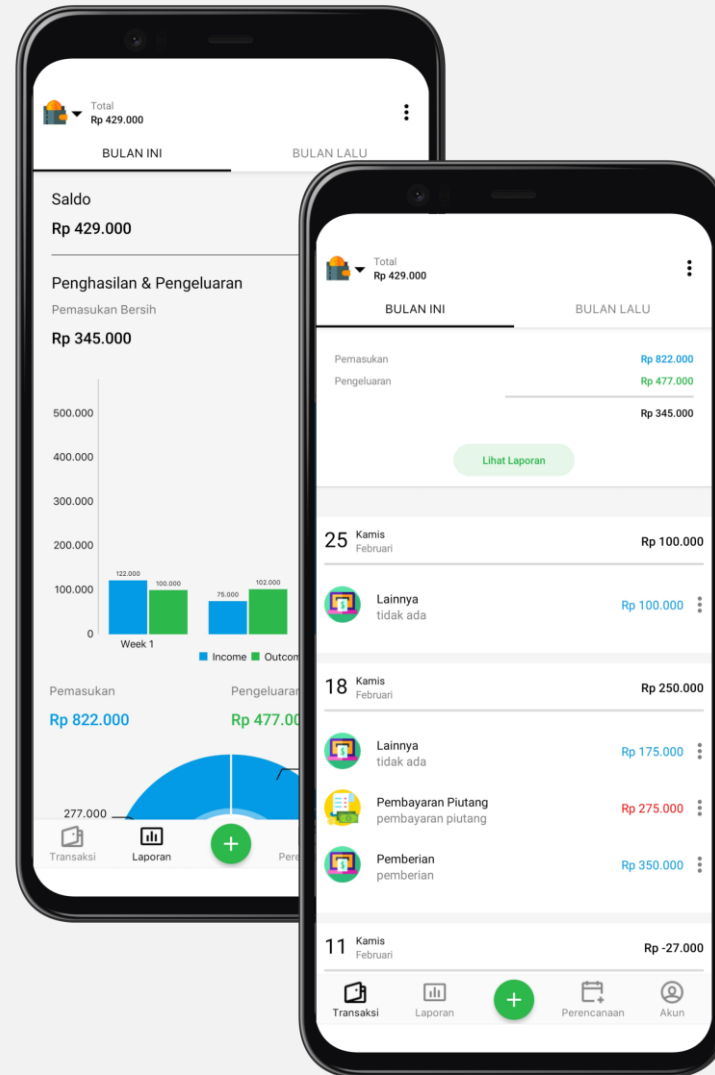 Total
Rp 429.000
BULAN INI
BULAN LALU
Saldo
Rp 429.000
Penghasilan & Pengeluaran
Pemasukan Bersih
Rp 345.000
500.000
400.000
300.000
200.000
100.000
0
122.000
100.000
75.000
102.000
Week 1
Income
Pemasukan
Pengeluaran
Rp 822.000
Rp 477.00
277.000
Transaksi
Laporan
+
Total
Rp 429.000
BULAN INI
BULAN LALU
Pemasukan
Rp 822.000
Pengeluaran
Rp 477.000
Rp 345.000
Lihat Laporan
25 Kamis
Februari
Rp 100.000
Lainnya
tidak ada
Rp 100.000
18 Kamis
Februari
Rp 250.000
Lainnya
tidak ada
Rp 175.000
Pembayaran Piutang
pembayaran piutang
Rp 275.000
Pemberian
pemberian
Rp 350.000
11 Kamis
Februari
Rp -27.000
Transaksi
Laporan
+
Perencanaan
Akun